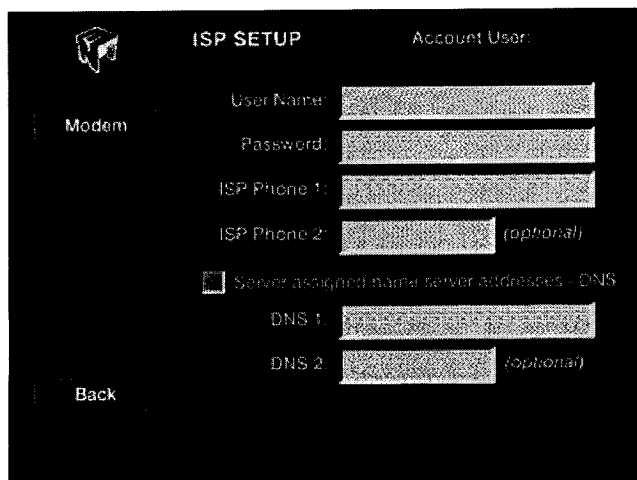 ISP SETUP Account User:
User Name:
Modem
Password:
ISP Phone 1:
ISP Phone 2: (optional)
Server assigned name server addresses - DNS
DNS 1:
DNS 2: (optional)
Back